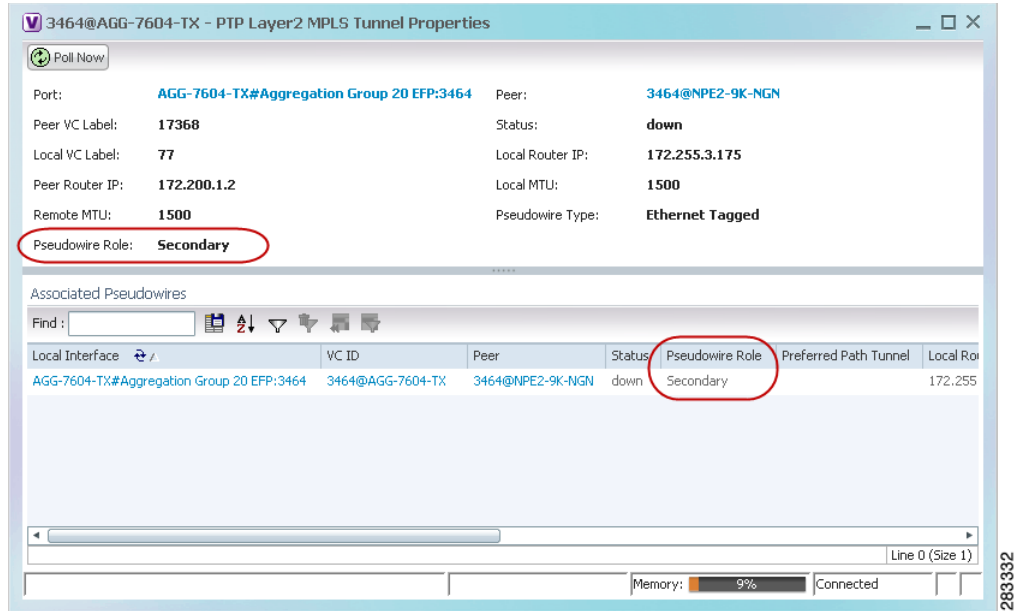 3464@AGG-7604-TX - PTP Layer2 MPLS Tunnel Properties
Poll Now
Port: AGG-7604-TX#Aggregation Group 20 EFP:3464 Peer: 3464@NPE2-9K-NGN
Peer VC Label: 17368 Status: down
Local VC Label: 77 Local Router IP: 172.255.3.175
Peer Router IP: 172.200.1.2 Local MTU: 1500
Remote MTU: 1500 Pseudowire Type: Ethernet Tagged
Pseudowire Role: Secondary
Associated Pseudowires
Find :
Local Interface VC ID Peer Status Pseudowire Role Preferred Path Tunnel Local Rou
AGG-7604-TX#Aggregation Group 20 EFP:3464 3464@AGG-7604-TX 3464@NPE2-9K-NGN down Secondary 172.255
Line 0 (Size 1)
Memory: 9% Connected
283332